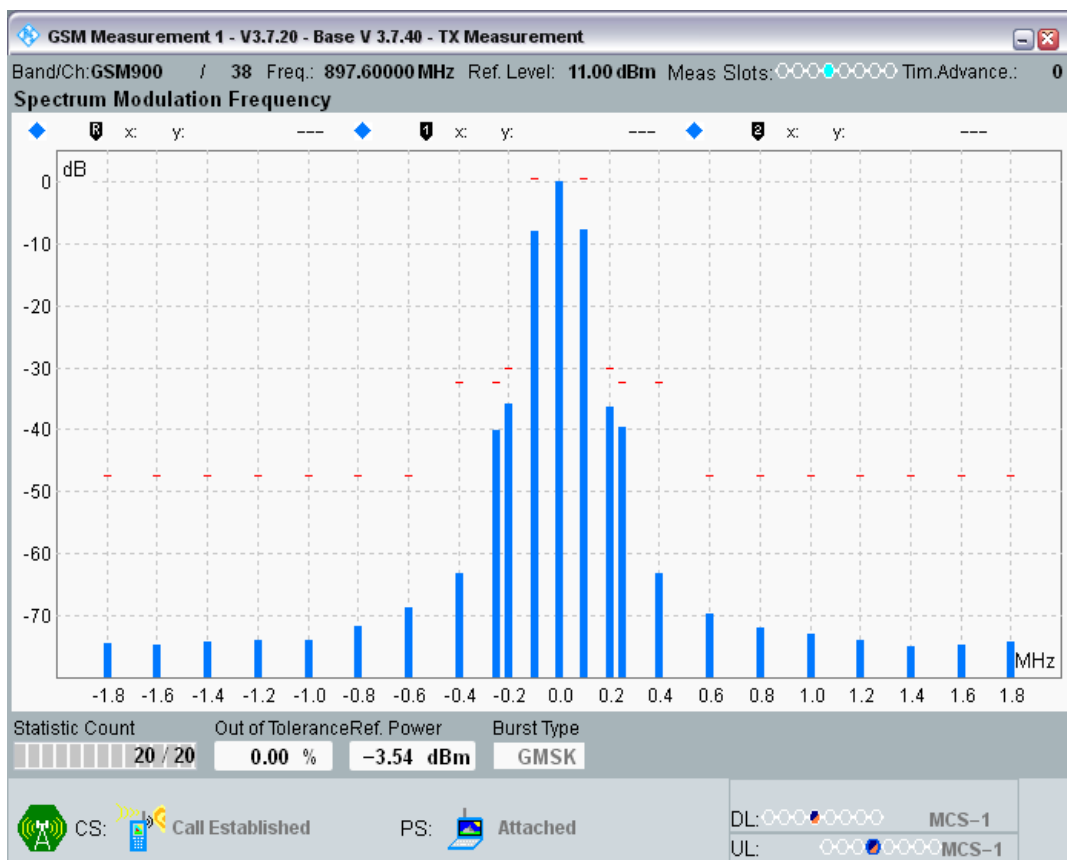 GSM Measurement 1 - V3.7.20 - Base V 3.7.40 - TX Measurement
Band/Ch:GSM900 / 38 Freq.: 897.60000 MHz Ref. Level: 11.00 dBm Meas Slots: Tim.Advance.: 0
Spectrum Modulation Frequency
R x: y: --- 1 x: y: --- 2 x: y: ---
dB
0
-10
-20
-30
-40
-50
-60
-70
MHz
-1.8 -1.6 -1.4 -1.2 -1.0 -0.8 -0.6 -0.4 -0.2 0.0 0.2 0.4 0.6 0.8 1.0 1.2 1.4 1.6 1.8
Statistic Count Out of Tolerance Ref. Power Burst Type
20 / 20 0.00 % −3.54 dBm GMSK
CS: Call Established PS: Attached
DL: MCS−1
UL: MCS−1